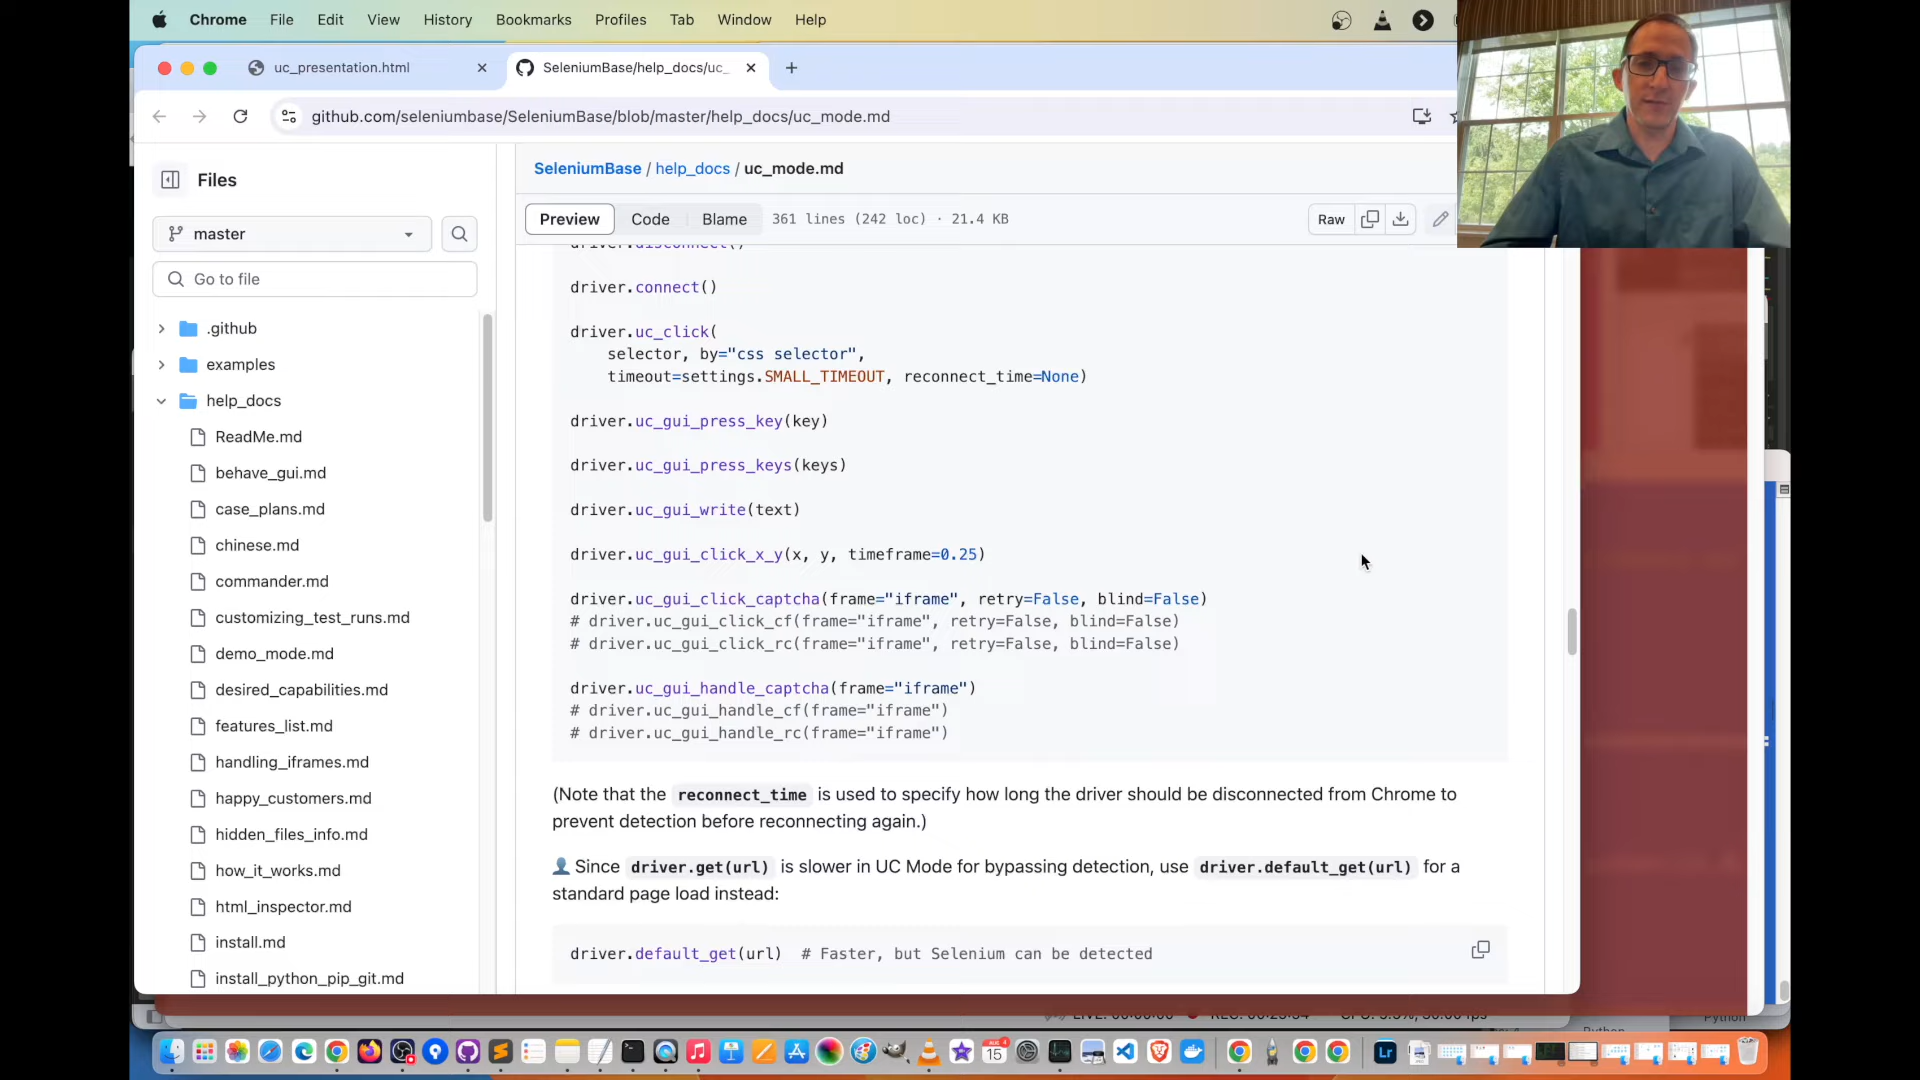 Chrome File Edit View History Bookmarks Profiles Tab Window Help
uc_presentation.html
SeleniumBase/help_docs/uc_
github.com/seleniumbase/SeleniumBase/blob/master/help_docs/uc_mode.md
Files
SeleniumBase / help_docs / uc_mode.md
Preview Code Blame 361 lines (242 loc) · 21.4 KB Raw
master
Go to file
.github
examples
help_docs
ReadMe.md
behave_gui.md
case_plans.md
chinese.md
commander.md
customizing_test_runs.md
demo_mode.md
desired_capabilities.md
features_list.md
handling_iframes.md
happy_customers.md
hidden_files_info.md
how_it_works.md
html_inspector.md
install.md
install_python_pip_git.md
driver.disconnect()
driver.connect()
driver.uc_click(
selector, by="css selector",
timeout=settings.SMALL_TIMEOUT, reconnect_time=None)
driver.uc_gui_press_key(key)
driver.uc_gui_press_keys(keys)
driver.uc_gui_write(text)
driver.uc_gui_click_x_y(x, y, timeframe=0.25)
driver.uc_gui_click_captcha(frame="iframe", retry=False, blind=False)
# driver.uc_gui_click_cf(frame="iframe", retry=False, blind=False)
# driver.uc_gui_click_rc(frame="iframe", retry=False, blind=False)
driver.uc_gui_handle_captcha(frame="iframe")
# driver.uc_gui_handle_cf(frame="iframe")
# driver.uc_gui_handle_rc(frame="iframe")
(Note that the reconnect_time is used to specify how long the driver should be disconnected from Chrome to
prevent detection before reconnecting again.)
Since driver.get(url) is slower in UC Mode for bypassing detection, use driver.default_get(url) for a
standard page load instead:
driver.default_get(url) # Faster, but Selenium can be detected
Python
Python
AUG
15
Lr